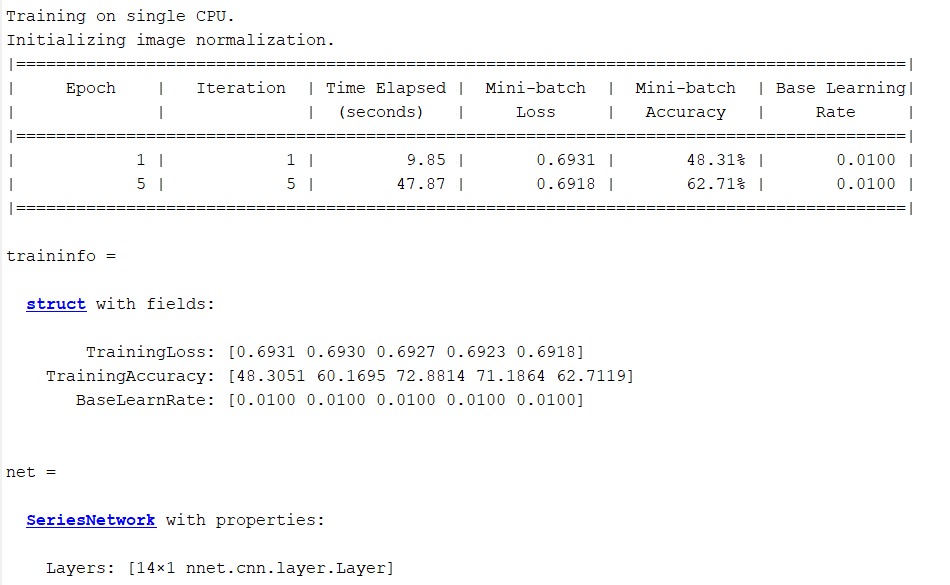 Training on single CPU.
Initializing image normalization.
|=========================================================================================|
|     Epoch    |   Iteration  | Time Elapsed |  Mini-batch  |  Mini-batch  | Base Learning|
|              |              |  (seconds)   |     Loss     |   Accuracy   |     Rate     |
|=========================================================================================|
|            1 |            1 |         9.85 |       0.6931 |       48.31% |       0.0100 |
|            5 |            5 |        47.87 |       0.6918 |       62.71% |       0.0100 |
|=========================================================================================|
traininfo =
struct with fields:
TrainingLoss: [0.6931 0.6930 0.6927 0.6923 0.6918]
TrainingAccuracy: [48.3051 60.1695 72.8814 71.1864 62.7119]
BaseLearnRate: [0.0100 0.0100 0.0100 0.0100 0.0100]
net =
SeriesNetwork with properties:
Layers: [14×1 nnet.cnn.layer.Layer]